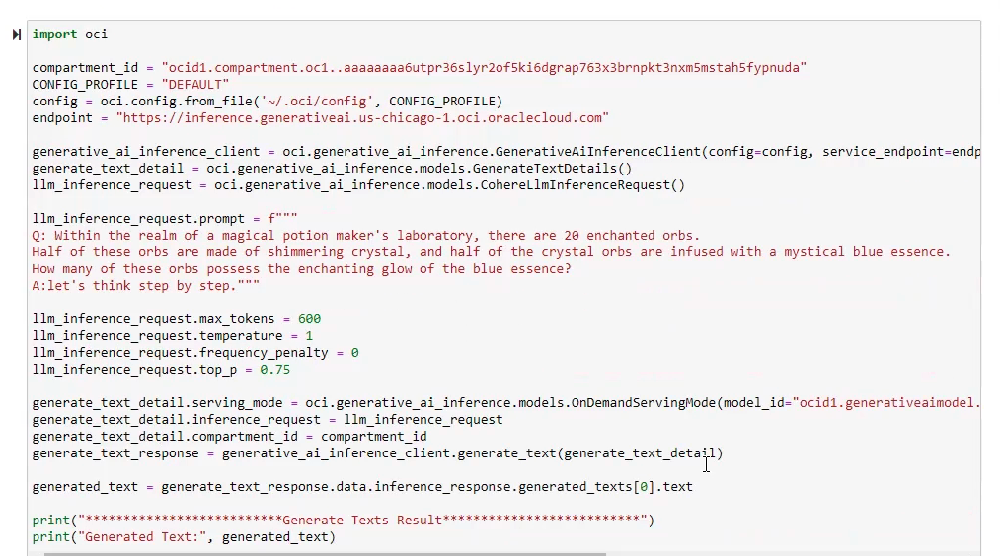 import oci
compartment_id = "ocid1.compartment.oc1..aaaaaaaa6utpr36slyr2of5ki6dgrap763x3brnpkt3nxm5mstah5fypnuda"
CONFIG_PROFILE = "DEFAULT"
config = oci.config.from_file('~/.oci/config', CONFIG_PROFILE)
endpoint = "https://inference.generativeai.us-chicago-1.oci.oraclecloud.com"
generative_ai_inference_client = oci.generative_ai_inference.GenerativeAiInferenceClient(config=config, service_endpoint=endp
generate_text_detail = oci.generative_ai_inference.models.GenerateTextDetails()
llm_inference_request = oci.generative_ai_inference.models.CohereLlmInferenceRequest()
llm_inference_request.prompt = f"""
Q: Within the realm of a magical potion maker's laboratory, there are 20 enchanted orbs.
Half of these orbs are made of shimmering crystal, and half of the crystal orbs are infused with a mystical blue essence.
How many of these orbs possess the enchanting glow of the blue essence?
A:let's think step by step."""
llm_inference_request.max_tokens = 600
llm_inference_request.temperature = 1
llm_inference_request.frequency_penalty = 0
llm_inference_request.top_p = 0.75
generate_text_detail.serving_mode = oci.generative_ai_inference.models.OnDemandServingMode(model_id="ocid1.generativeaimodel.
generate_text_detail.inference_request = llm_inference_request
generate_text_detail.compartment_id = compartment_id
generate_text_response = generative_ai_inference_client.generate_text(generate_text_detail)
generated_text = generate_text_response.data.inference_response.generated_texts[0].text
print("**************************Generate Texts Result**************************")
print("Generated Text:", generated_text)